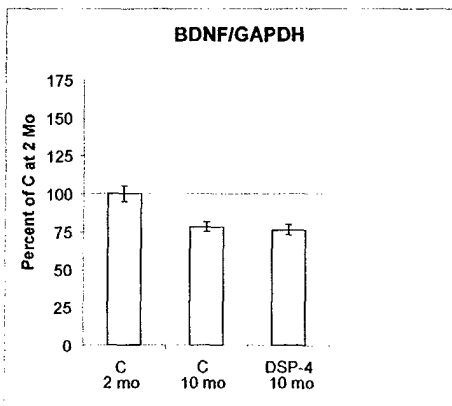 BDNF/GAPDH
Percent of C at 2 Mo
175
150
125
100
75
50
25
0
C
2 mo
C
10 mo
DSP-4
10 mo